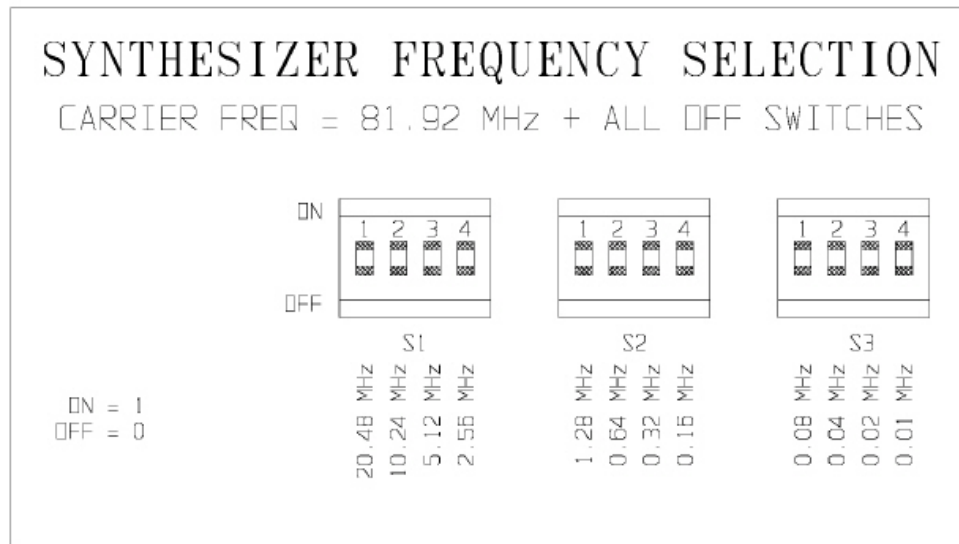 SYNTHESIZER FREQUENCY SELECTION
CARRIER FREQ = 81.92 MHz + ALL OFF SWITCHES
ON
1 2 3 4
1 2 3 4
1 2 3 4
OFF
S1
S2
S3
20.48 MHz
10.24 MHz
5.12 MHz
2.56 MHz
1.28 MHz
0.64 MHz
0.32 MHz
0.16 MHz
0.08 MHz
0.04 MHz
0.02 MHz
0.01 MHz
ON = 1
OFF = 0